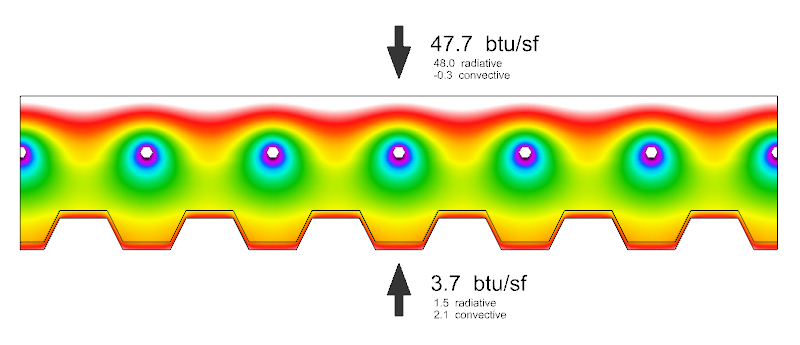 47.7 btu/sf
48.0 radiative
-0.3 convective
3.7 btu/sf
1.5 radiative
2.1 convective